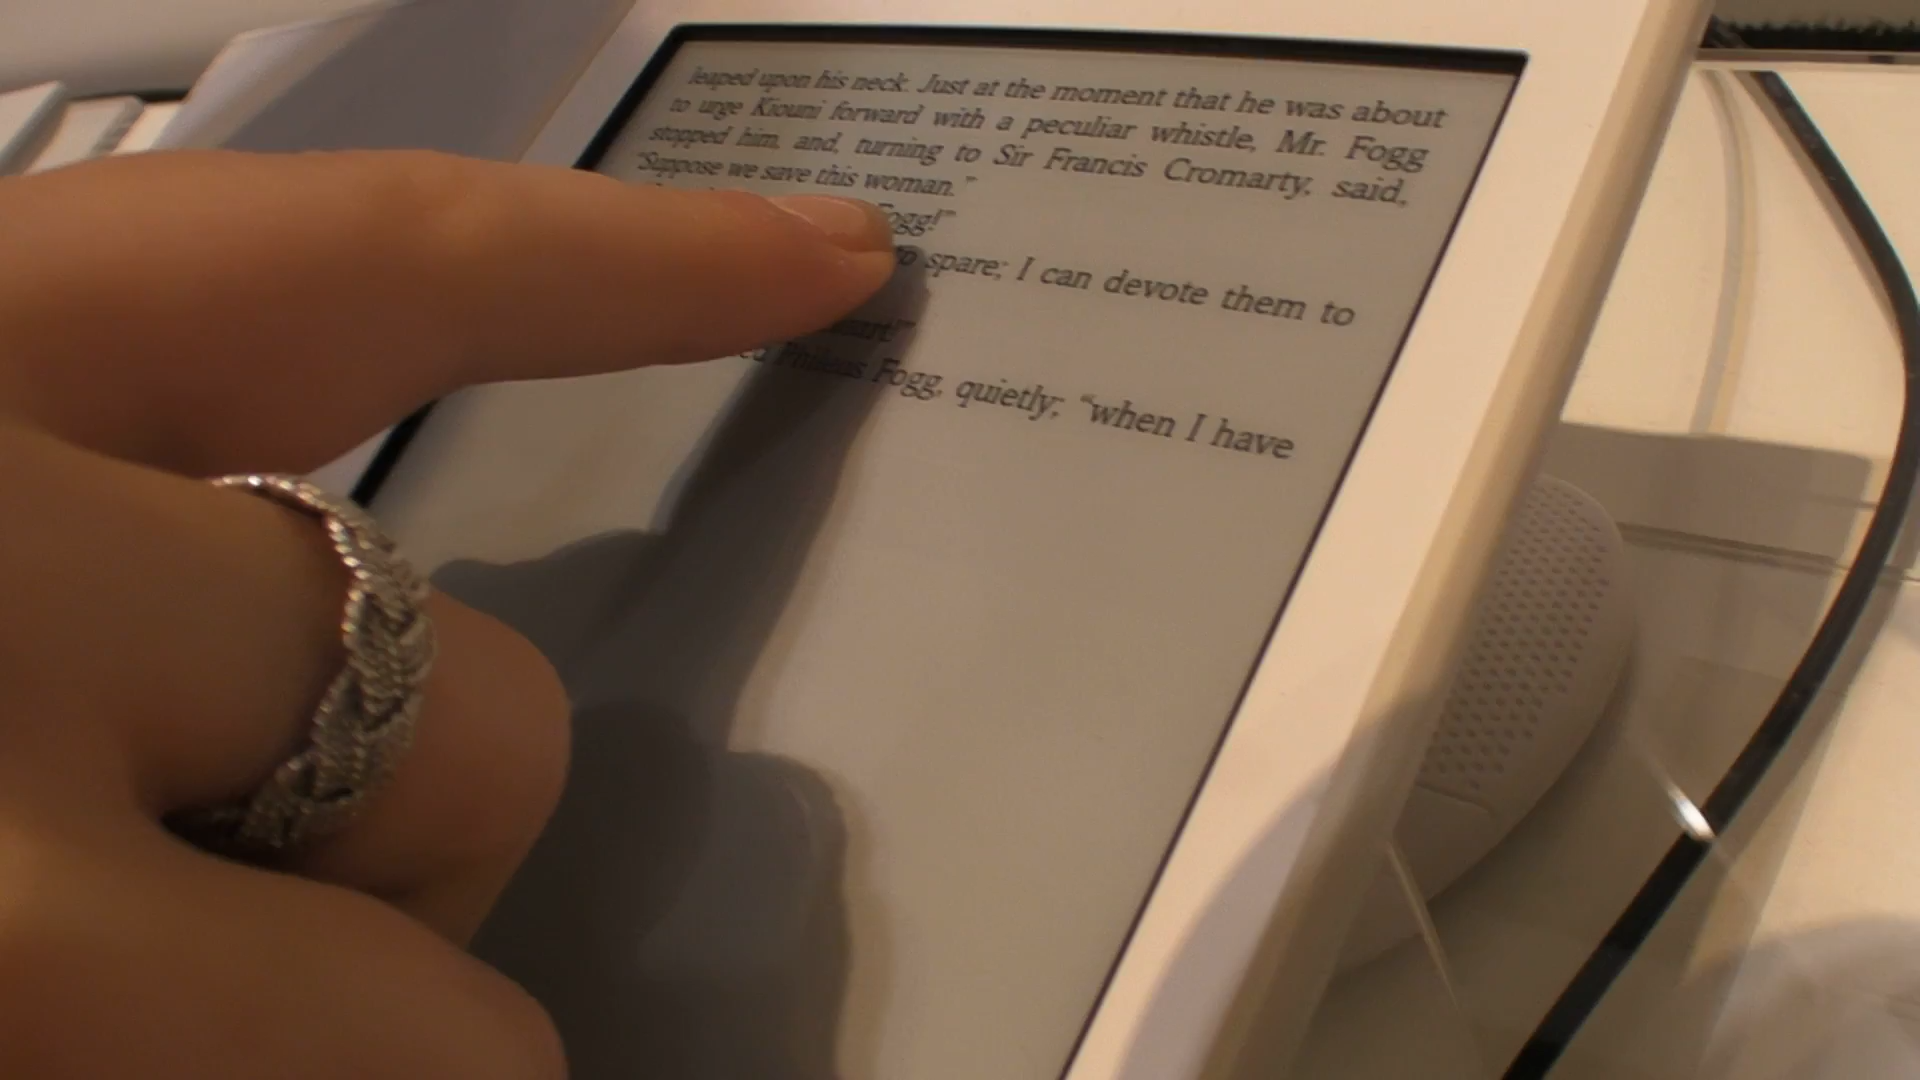 leaped upon his neck. Just at the moment that he was about
to urge Kiouni forward with a peculiar whistle, Mr. Fogg
stopped him, and, turning to Sir Francis Cromarty, said,
“Suppose we save this woman.”
Fogg!”
to spare; I can devote them to
Phileas Fogg, quietly; “when I have